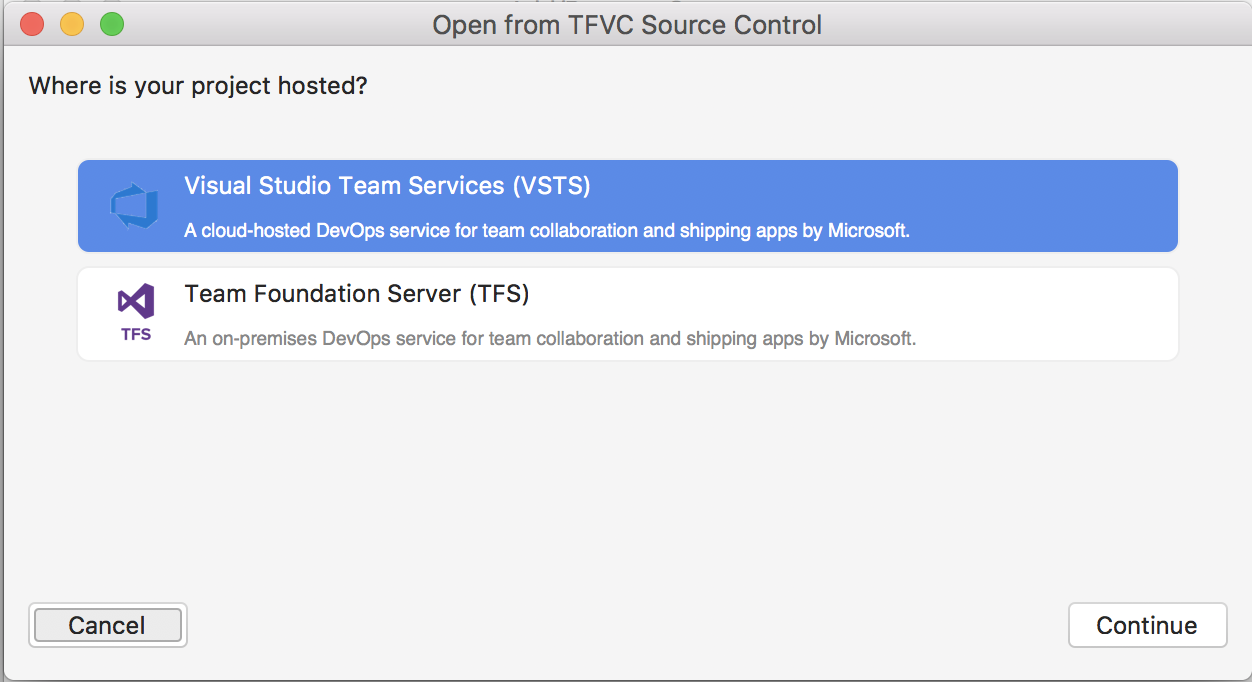 Open from TFVC Source Control
Where is your project hosted?
Visual Studio Team Services (VSTS)
A cloud-hosted DevOps service for team collaboration and shipping apps by Microsoft.
Team Foundation Server (TFS)
TFS
An on-premises DevOps service for team collaboration and shipping apps by Microsoft.
Cancel
Continue